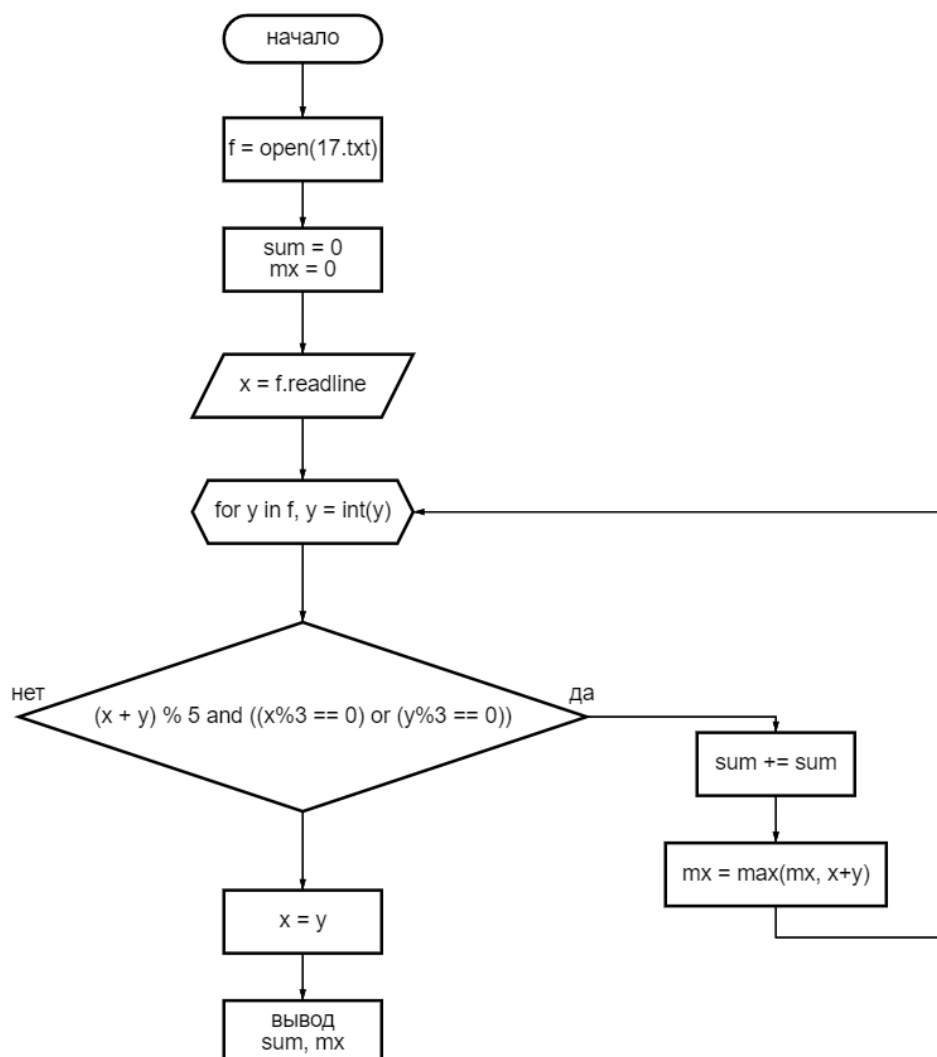 начало
f = open(17.txt)
sum = 0
mx = 0
x = f.readline
for y in f, y = int(y)
нет
да
(x + y) % 5 and ((x%3 == 0) or (y%3 == 0))
sum += sum
mx = max(mx, x+y)
x = y
вывод
sum, mx